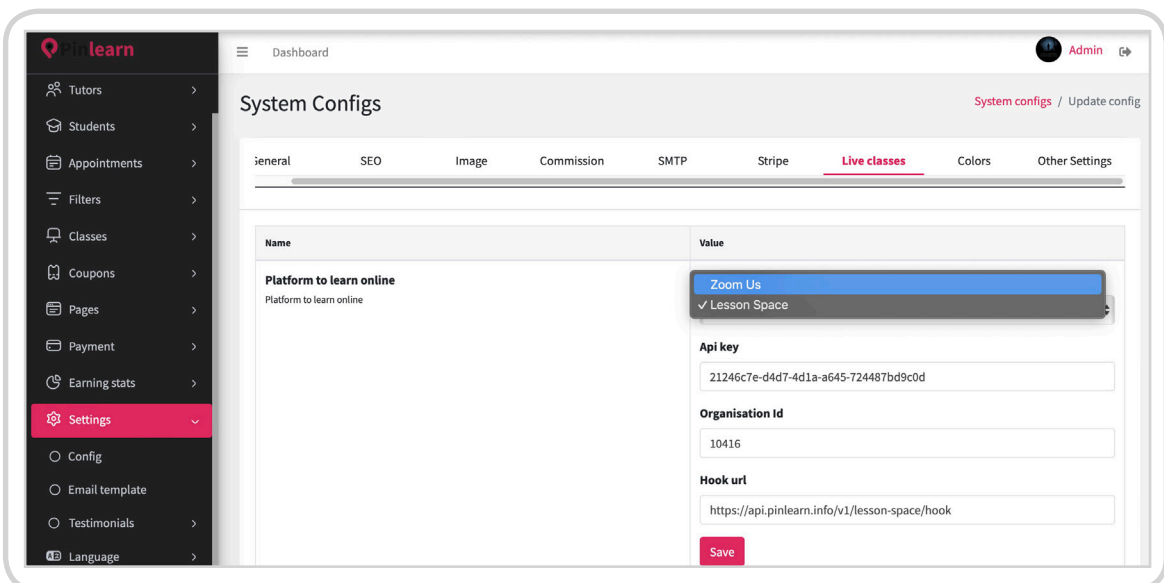 Pinlearn
Dashboard
Admin
Tutors
Students
Appointments
Filters
Classes
Coupons
Pages
Payment
Earning stats
Settings
Config
Email template
Testimonials
Language
System Configs
System configs / Update config
General SEO Image Commission SMTP Stripe Live classes Colors Other Settings
Name Value
Platform to learn online
Platform to learn online
Zoom Us
✓ Lesson Space
Api key
21246c7e-d4d7-4d1a-a645-724487bd9c0d
Organisation Id
10416
Hook url
https://api.pinlearn.info/v1/lesson-space/hook
Save